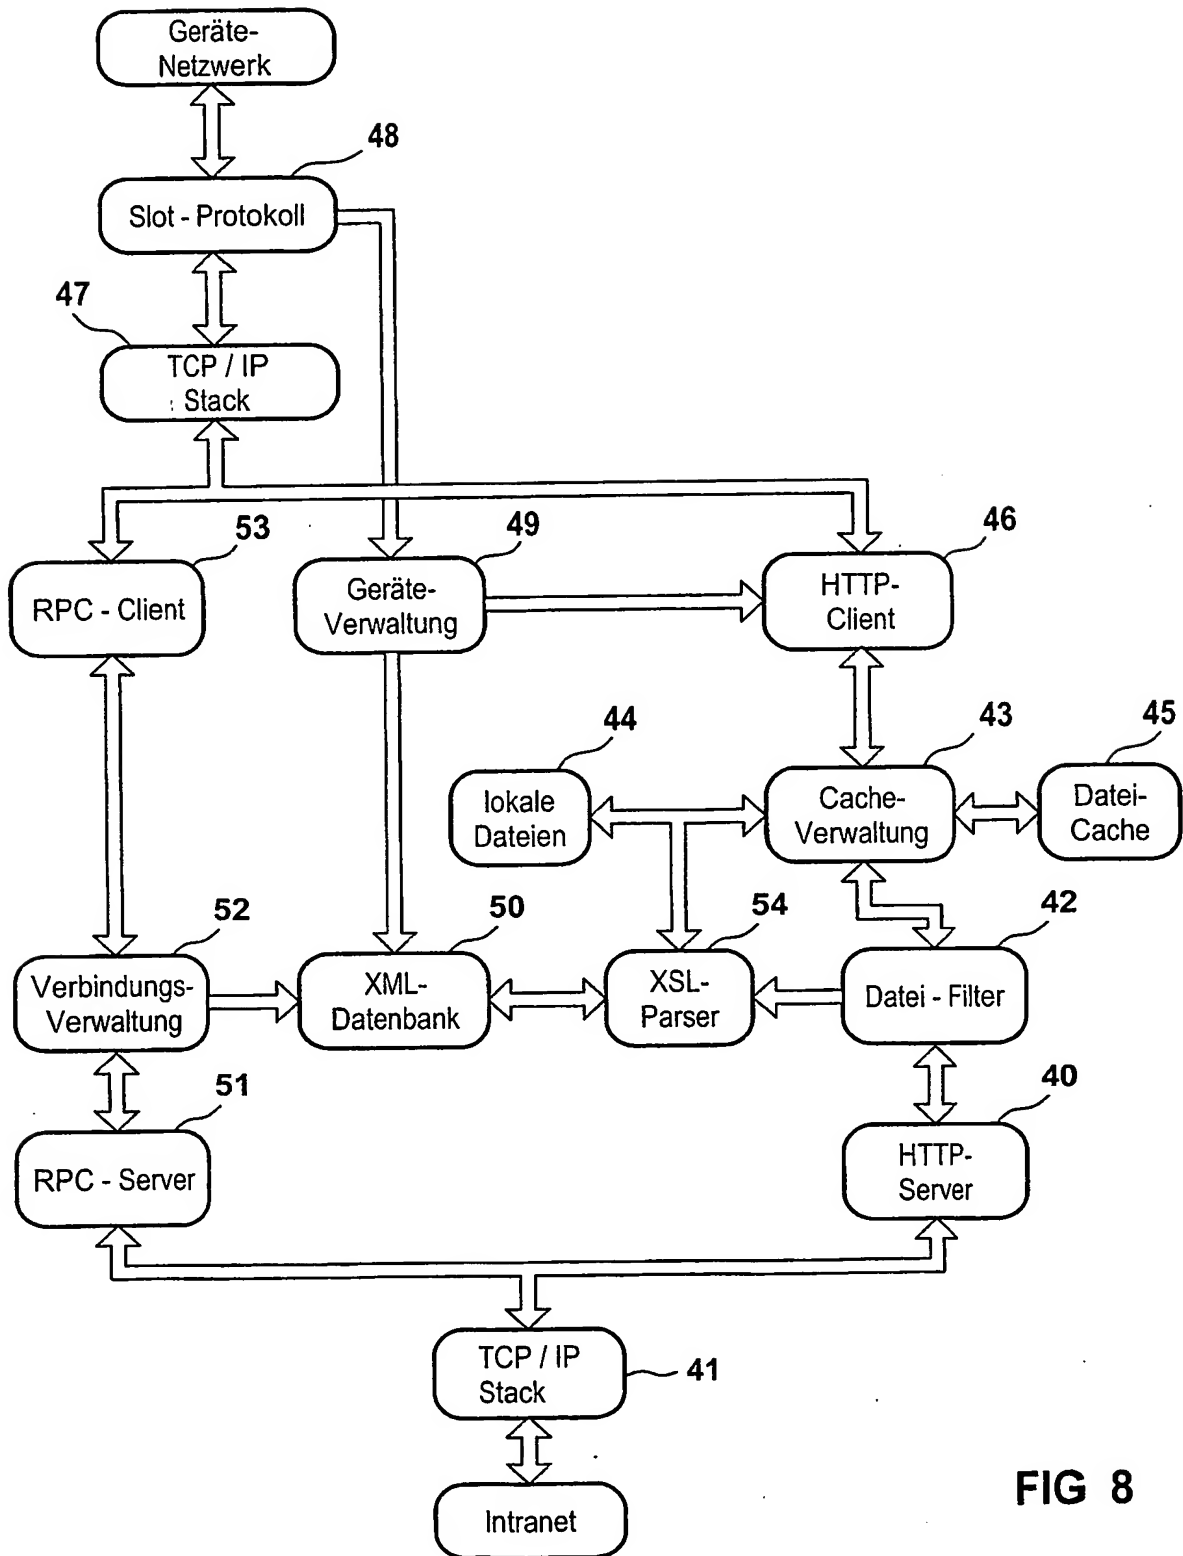 Geräte-
Netzwerk
48
Slot - Protokoll
47
TCP / IP
Stack
53
49
46
RPC - Client
Geräte-
Verwaltung
HTTP-
Client
44
43
45
lokale
Dateien
Cache-
Verwaltung
Datei-
Cache
52
50
54
42
Verbindungs-
Verwaltung
XML-
Datenbank
XSL-
Parser
Datei - Filter
51
40
RPC - Server
HTTP-
Server
TCP / IP
Stack
41
Intranet
FIG 8